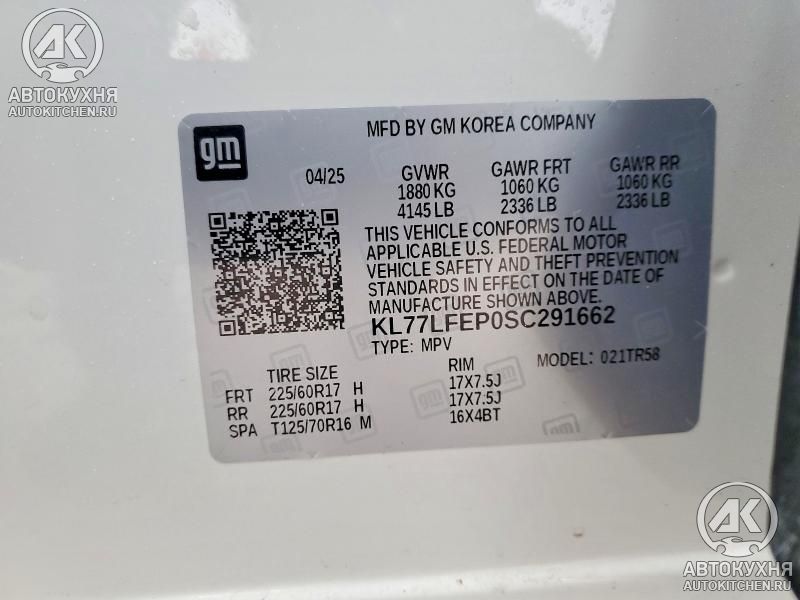 AK
АВТОКУХНЯ
AUTOKITCHEN.RU
gm
MFD BY GM KOREA COMPANY
04/25 GVWR GAWR FRT GAWR RR
1880 KG 1060 KG 1060 KG
4145 LB 2336 LB 2336 LB
THIS VEHICLE CONFORMS TO ALL
APPLICABLE U.S. FEDERAL MOTOR
VEHICLE SAFETY AND THEFT PREVENTION
STANDARDS IN EFFECT ON THE DATE OF
MANUFACTURE SHOWN ABOVE.
KL77LFEP0SC291662
TYPE: MPV MODEL: 021TR58
TIRE SIZE RIM
FRT 225/60R17 H 17X7.5J
RR 225/60R17 H 17X7.5J
SPA T125/70R16 M 16X4BT
AK
АВТОКУХНЯ
AUTOKITCHEN.RU